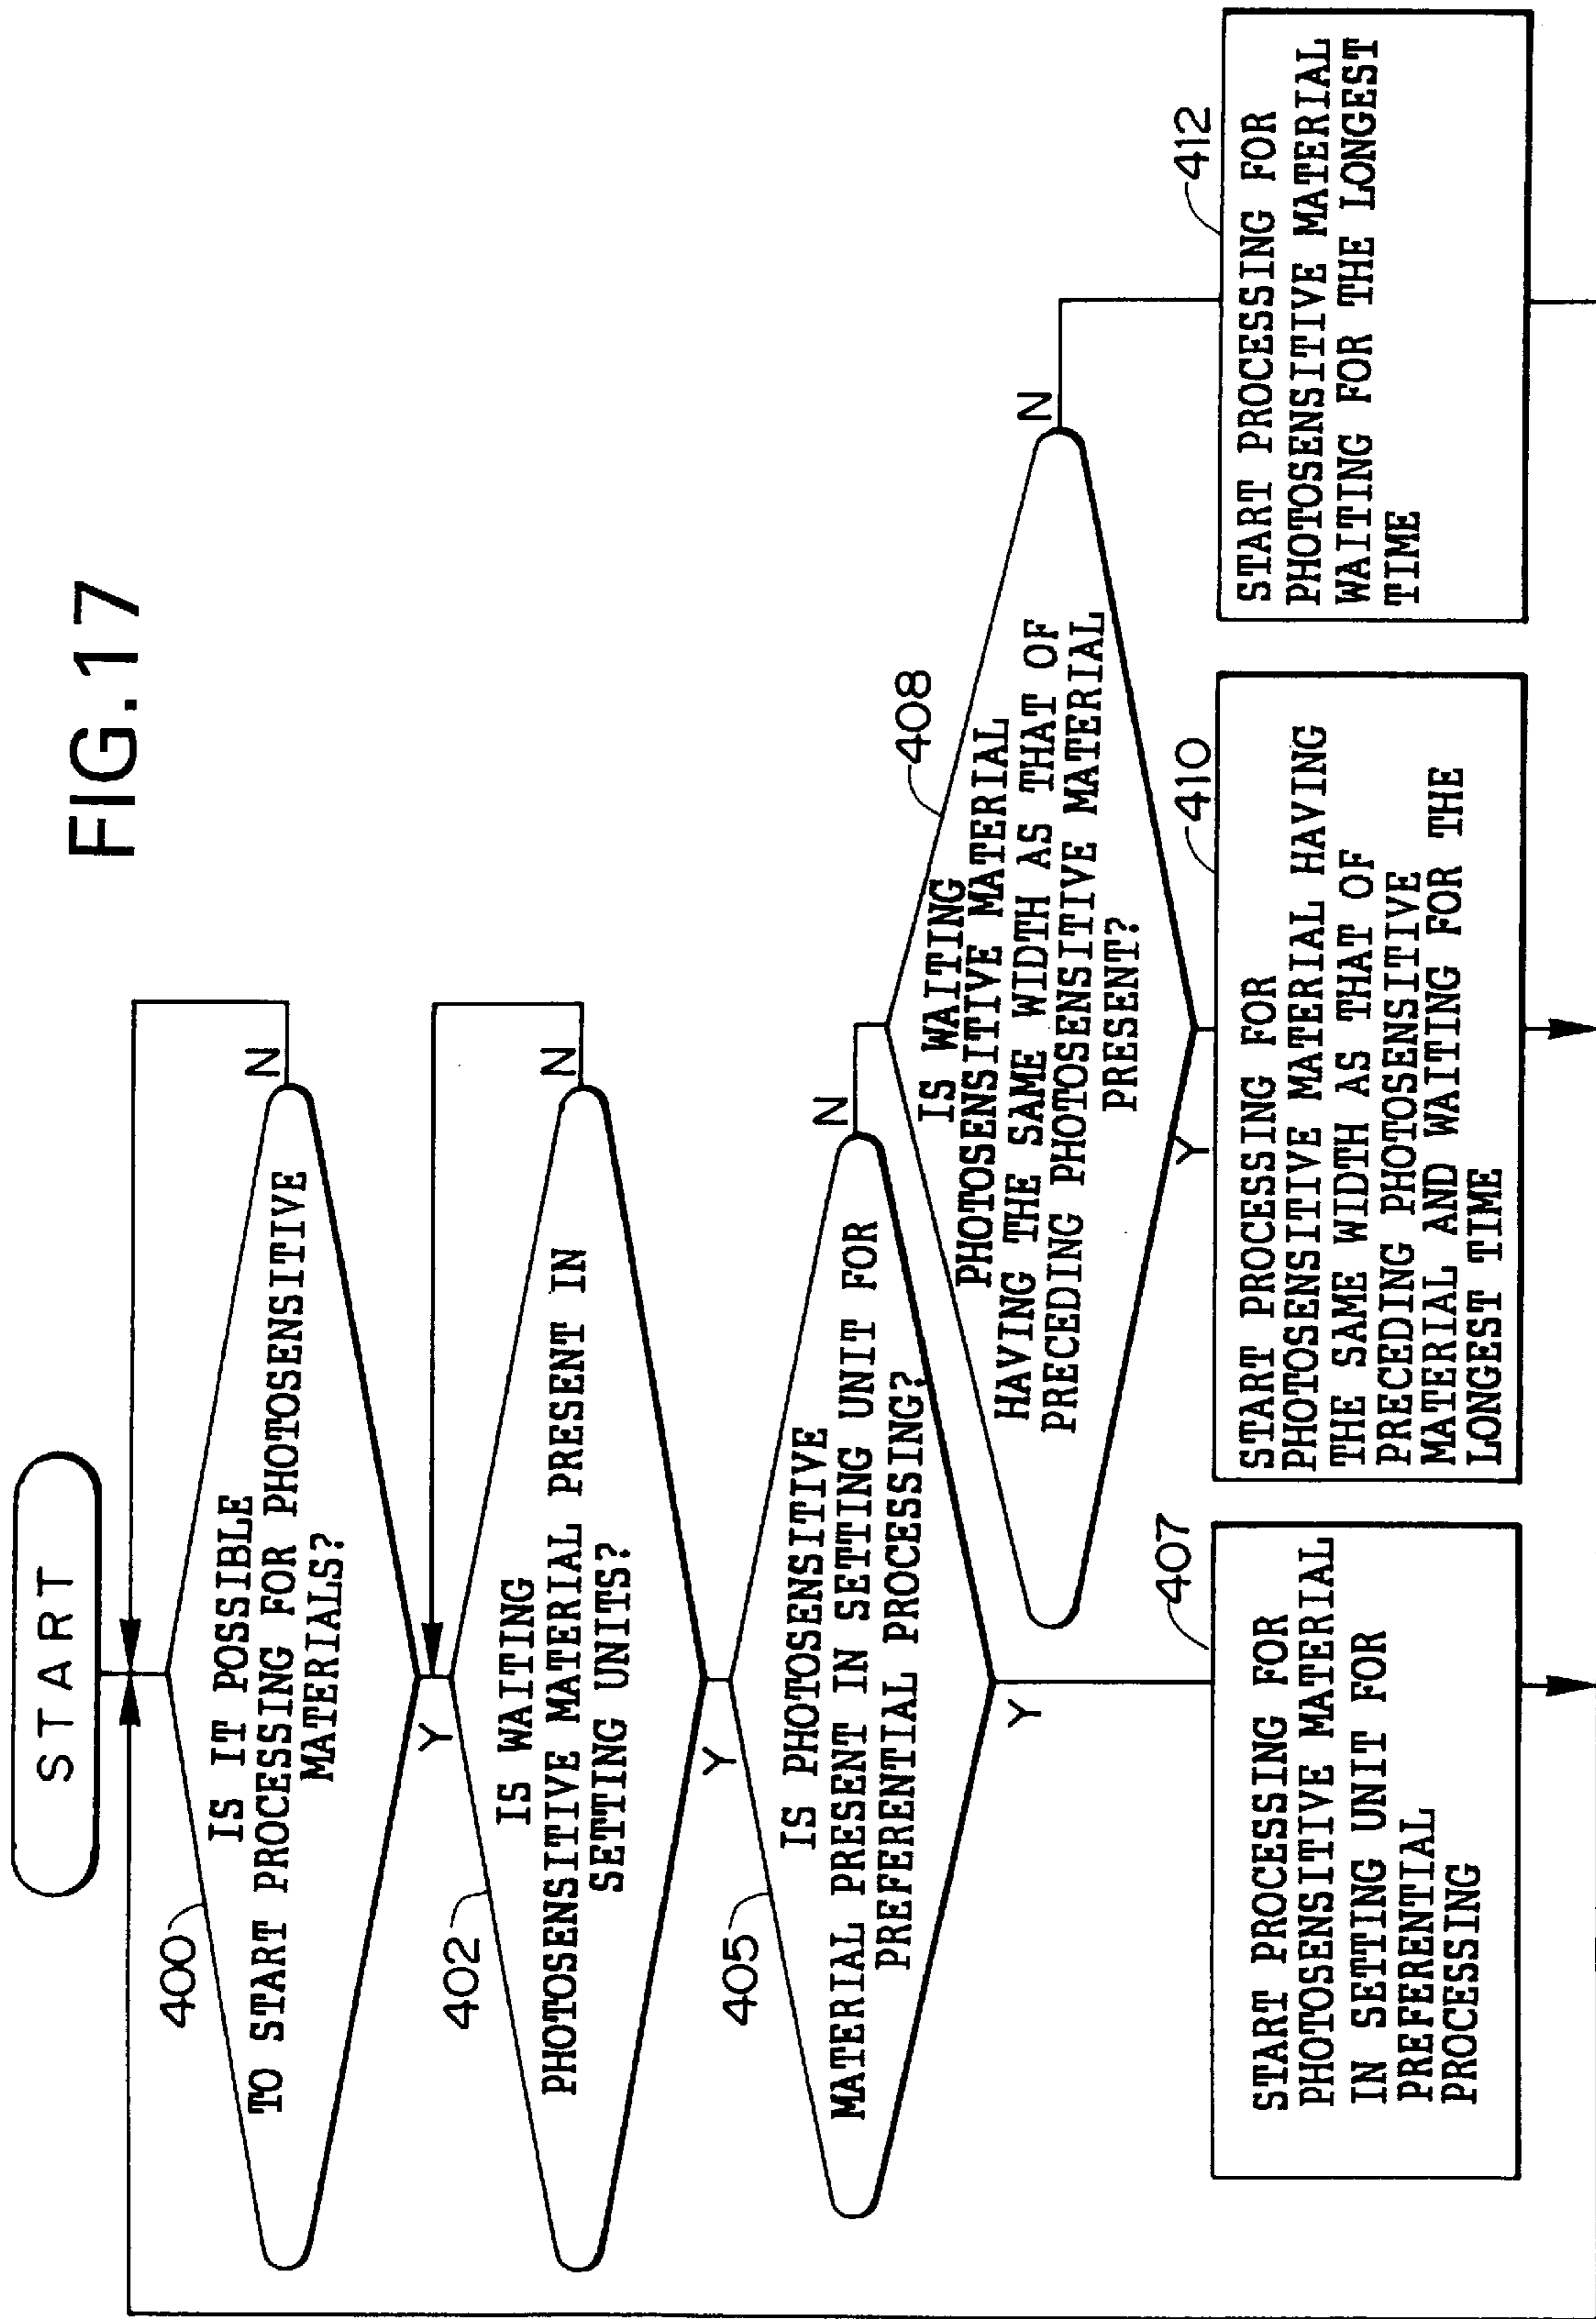 FIG.17
START
400
IS IT POSSIBLE
TO START PROCESSING FOR PHOTOSENSITIVE
MATERIALS?
N
Y
402
IS WAITING
PHOTOSENSITIVE MATERIAL PRESENT IN
SETTING UNITS?
N
Y
405
IS PHOTOSENSITIVE
MATERIAL PRESENT IN SETTING UNIT FOR
PREFERENTIAL PROCESSING?
N
Y
408
IS WAITING
PHOTOSENSITIVE MATERIAL
HAVING THE SAME WIDTH AS THAT OF
PRECEDING PHOTOSENSITIVE MATERIAL
PRESENT?
N
Y
407
START PROCESSING FOR
PHOTOSENSITIVE MATERIAL
IN SETTING UNIT FOR
PREFERENTIAL
PROCESSING
410
START PROCESSING FOR
PHOTOSENSITIVE MATERIAL HAVING
THE SAME WIDTH AS THAT OF
PRECEDING PHOTOSENSITIVE
MATERIAL AND WAITING FOR THE
LONGEST TIME
412
START PROCESSING FOR
PHOTOSENSITIVE MATERIAL
WAITING FOR THE LONGEST
TIME